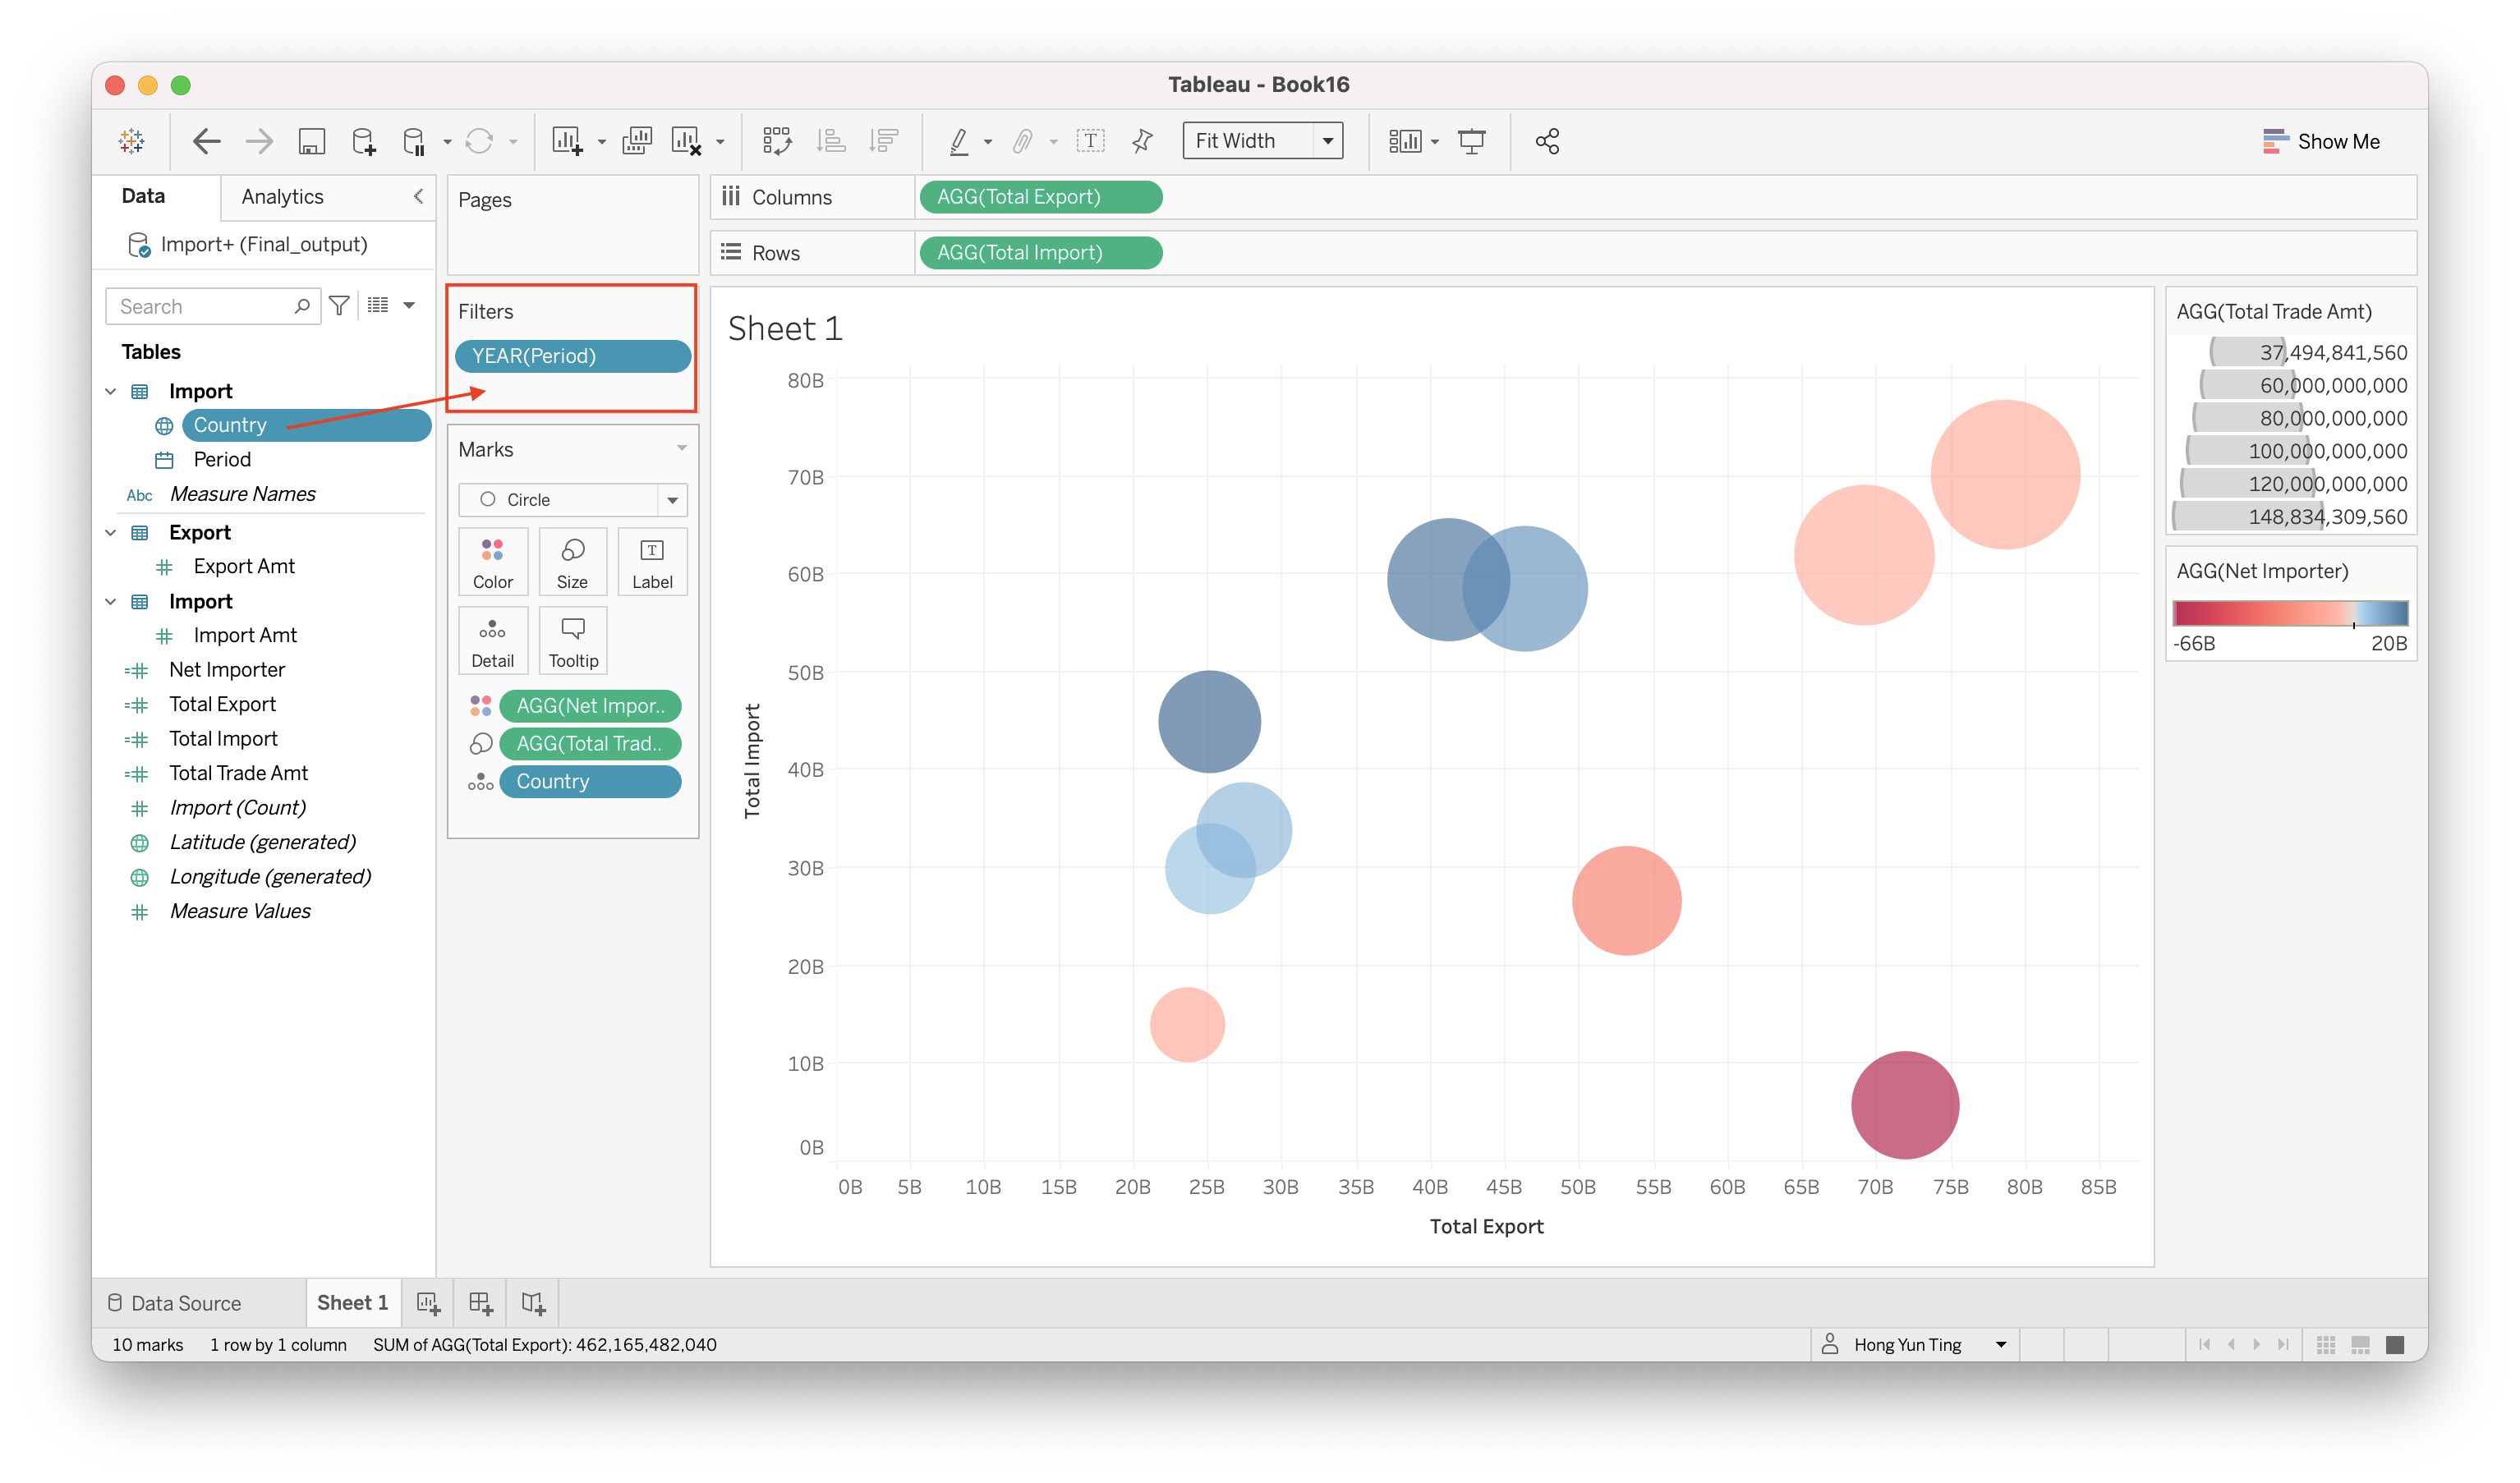 Tableau - Book16
Fit Width
Show Me
Data
Analytics
Import+ (Final_output)
Search
Tables
Import
Country
Period
Abc Measure Names
Export
Export Amt
Import
Import Amt
Net Importer
Total Export
Total Import
Total Trade Amt
Import (Count)
Latitude (generated)
Longitude (generated)
Measure Values
Pages
Filters
YEAR(Period)
Marks
Circle
Color
Size
T
Label
Detail
Tooltip
AGG(Net Impor..
AGG(Total Trad..
Country
Columns
AGG(Total Export)
Rows
AGG(Total Import)
Sheet 1
80B
70B
60B
50B
40B
30B
20B
10B
0B
Total Import
0B 5B 10B 15B 20B 25B 30B 35B 40B 45B 50B 55B 60B 65B 70B 75B 80B 85B
Total Export
AGG(Total Trade Amt)
37,494,841,560
60,000,000,000
80,000,000,000
100,000,000,000
120,000,000,000
148,834,309,560
AGG(Net Importer)
-66B 20B
Data Source
Sheet 1
10 marks 1 row by 1 column SUM of AGG(Total Export): 462,165,482,040
Hong Yun Ting